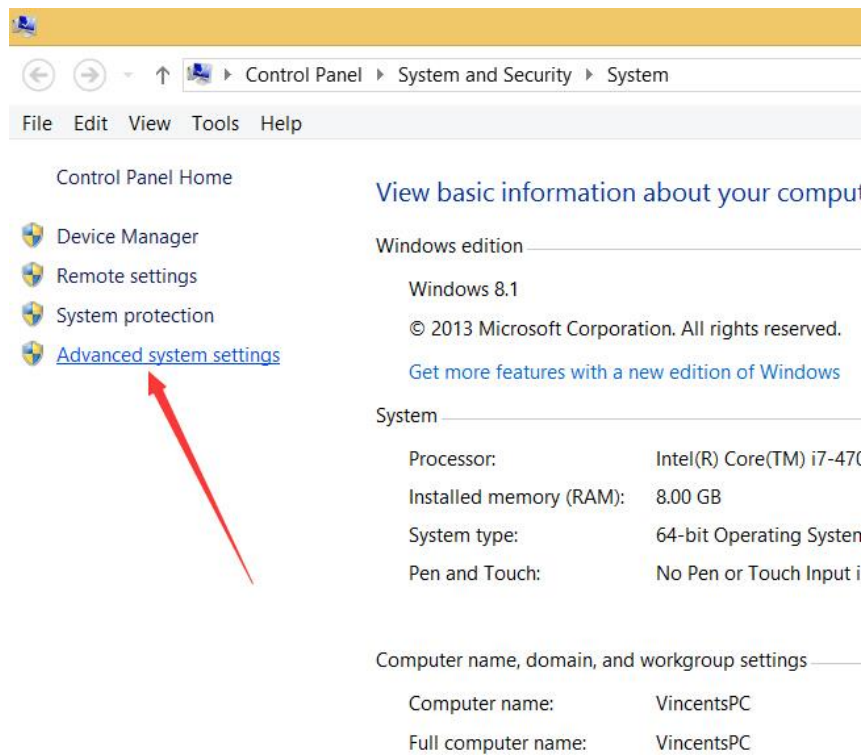 Control Panel System and Security System
File Edit View Tools Help
Control Panel Home
Device Manager
Remote settings
System protection
Advanced system settings
View basic information about your
Windows edition
Windows 8.1
© 2013 Microsoft Corporation. All rights reserved.
Get more features with a new edition of Windows
System
Processor: Intel(R) Core(TM)
Installed memory (RAM): 8.00 GB
System type: 64-bit Operating
Pen and Touch: No Pen or Touch Input
Computer name, domain, and workgroup settings
Computer name: VincentsPC
Full computer name: VincentsPC